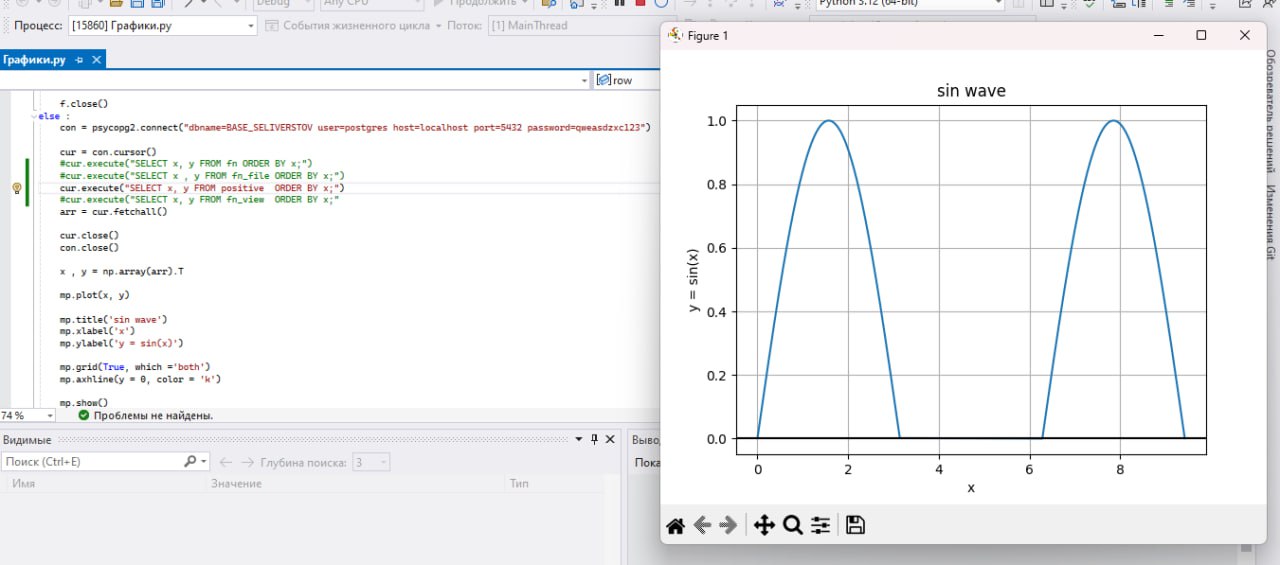 Debug
Any CPU
Продолжить
Python 3.12 (64-bit)
Процесс: [15860] Графики.py
События жизненного цикла
Поток: [1] MainThread
Графики.py
row
f.close()
else :
con = psycopg2.connect("dbname=BASE_SELIVERSTOV user=postgres host=localhost port=5432 password=qweasdzxc123")
cur = con.cursor()
#cur.execute("SELECT x, y FROM fn ORDER BY x;")
#cur.execute("SELECT x , y FROM fn_file ORDER BY x;")
cur.execute("SELECT x, y FROM positive  ORDER BY x;")
#cur.execute("SELECT x, y FROM fn_view  ORDER BY x;"
arr = cur.fetchall()
cur.close()
con.close()
x , y = np.array(arr).T
mp.plot(x, y)
mp.title('sin wave')
mp.xlabel('x')
mp.ylabel('y = sin(x)')
mp.grid(True, which ='both')
mp.axhline(y = 0, color = 'k')
mp.show()
74 %
Проблемы не найдены.
Видимые
Поиск (Ctrl+E)
Глубина поиска: 3
Имя
Значение
Тип
Выво
Пока
Figure 1
sin wave
1.0
0.8
0.6
0.4
0.2
0.0
y = sin(x)
0 2 4 6 8
x
Обозреватель решений
Изменения Git